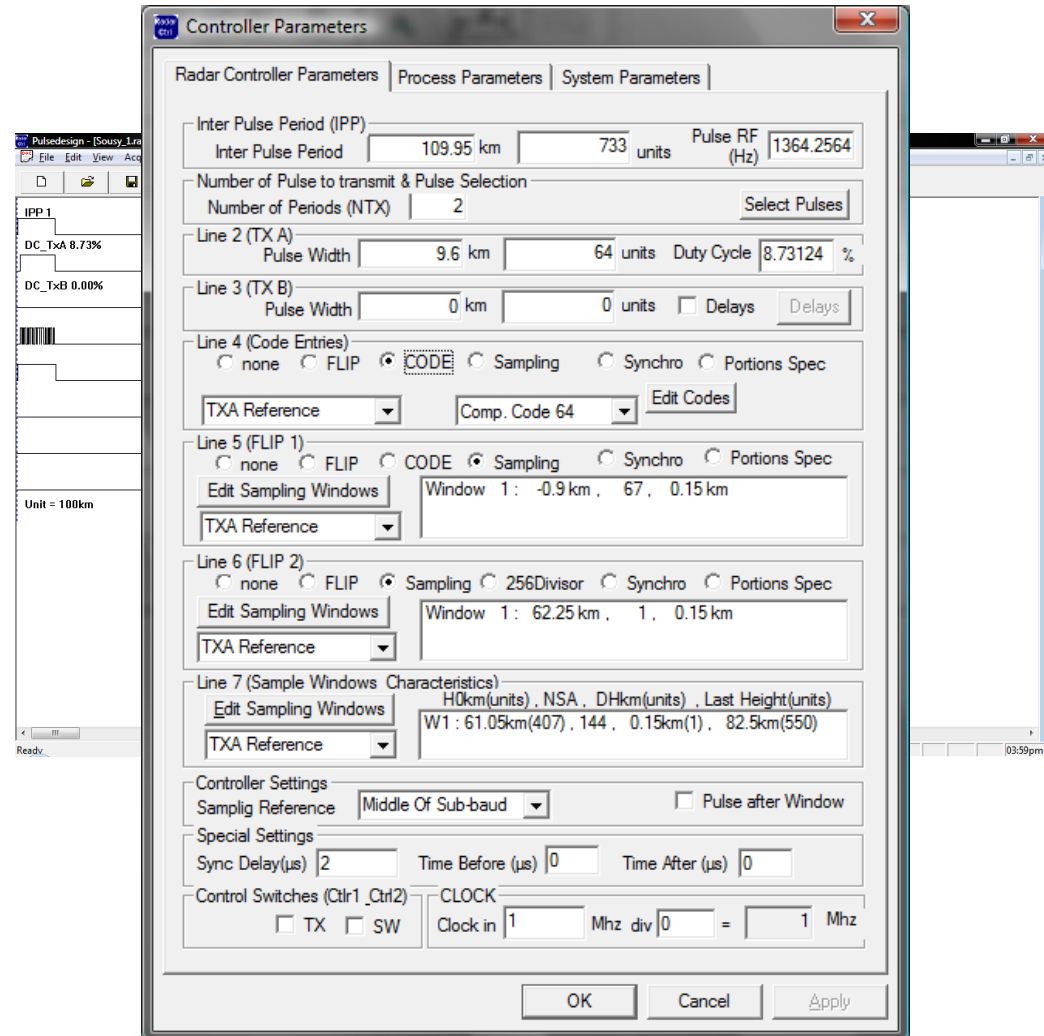 Radar Ctrl Controller Parameters
Radar Controller Parameters Process Parameters System Parameters
Inter Pulse Period (IPP)
Inter Pulse Period 109.95 km 733 units Pulse RF (Hz) 1364.2564
Number of Pulse to transmit & Pulse Selection
Number of Periods (NTX) 2 Select Pulses
Line 2 (TX A)
Pulse Width 9.6 km 64 units Duty Cycle 8.73124 %
Line 3 (TX B)
Pulse Width 0 km 0 units Delays Delays
Line 4 (Code Entries)
none FLIP CODE Sampling Synchro Portions Spec
TXA Reference Comp. Code 64 Edit Codes
Line 5 (FLIP 1)
none FLIP CODE Sampling Synchro Portions Spec
Edit Sampling Windows Window 1 : -0.9 km , 67 , 0.15 km
TXA Reference
Line 6 (FLIP 2)
none FLIP Sampling 256Divisor Synchro Portions Spec
Edit Sampling Windows Window 1 : 62.25 km , 1 , 0.15 km
TXA Reference
Line 7 (Sample Windows Characteristics)
H0km(units) , NSA , DHkm(units) , Last Height(units)
Edit Sampling Windows W1 : 61.05km(407) , 144 , 0.15km(1) , 82.5km(550)
TXA Reference
Controller Settings
Samplig Reference Middle Of Sub-baud Pulse after Window
Special Settings
Sync Delay(µs) 2 Time Before (µs) 0 Time After (µs) 0
Control Switches (Ctlr1 _Ctrl2) CLOCK
TX SW Clock in 1 Mhz div 0 = 1 Mhz
OK Cancel Apply
Pulsedesign - [Sousy_1.ra
File Edit View Acq
IPP 1
DC_TxA 8.73%
DC_TxB 0.00%
Unit = 100km
Ready
03:59pm